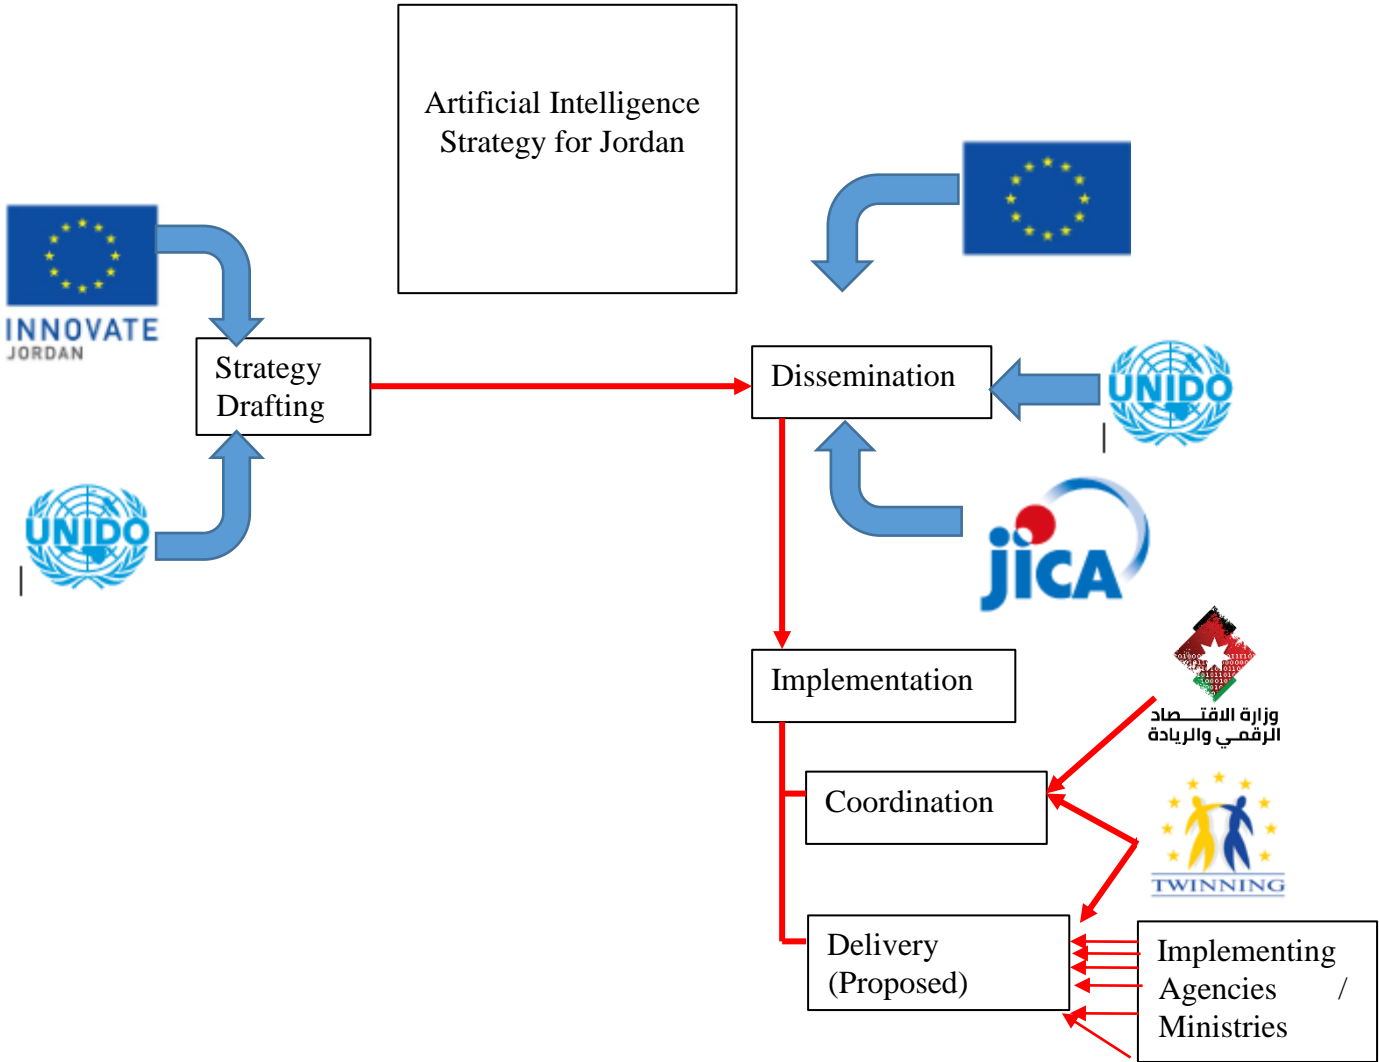 Artificial Intelligence
Strategy for Jordan
INNOVATE
JORDAN
Strategy
Drafting
Dissemination
UNIDO
UNIDO
jica
Implementation
وزارة الاقتــصاد
الرقمـي والريادة
Coordination
TWINNING
Delivery
(Proposed)
Implementing
Agencies /
Ministries